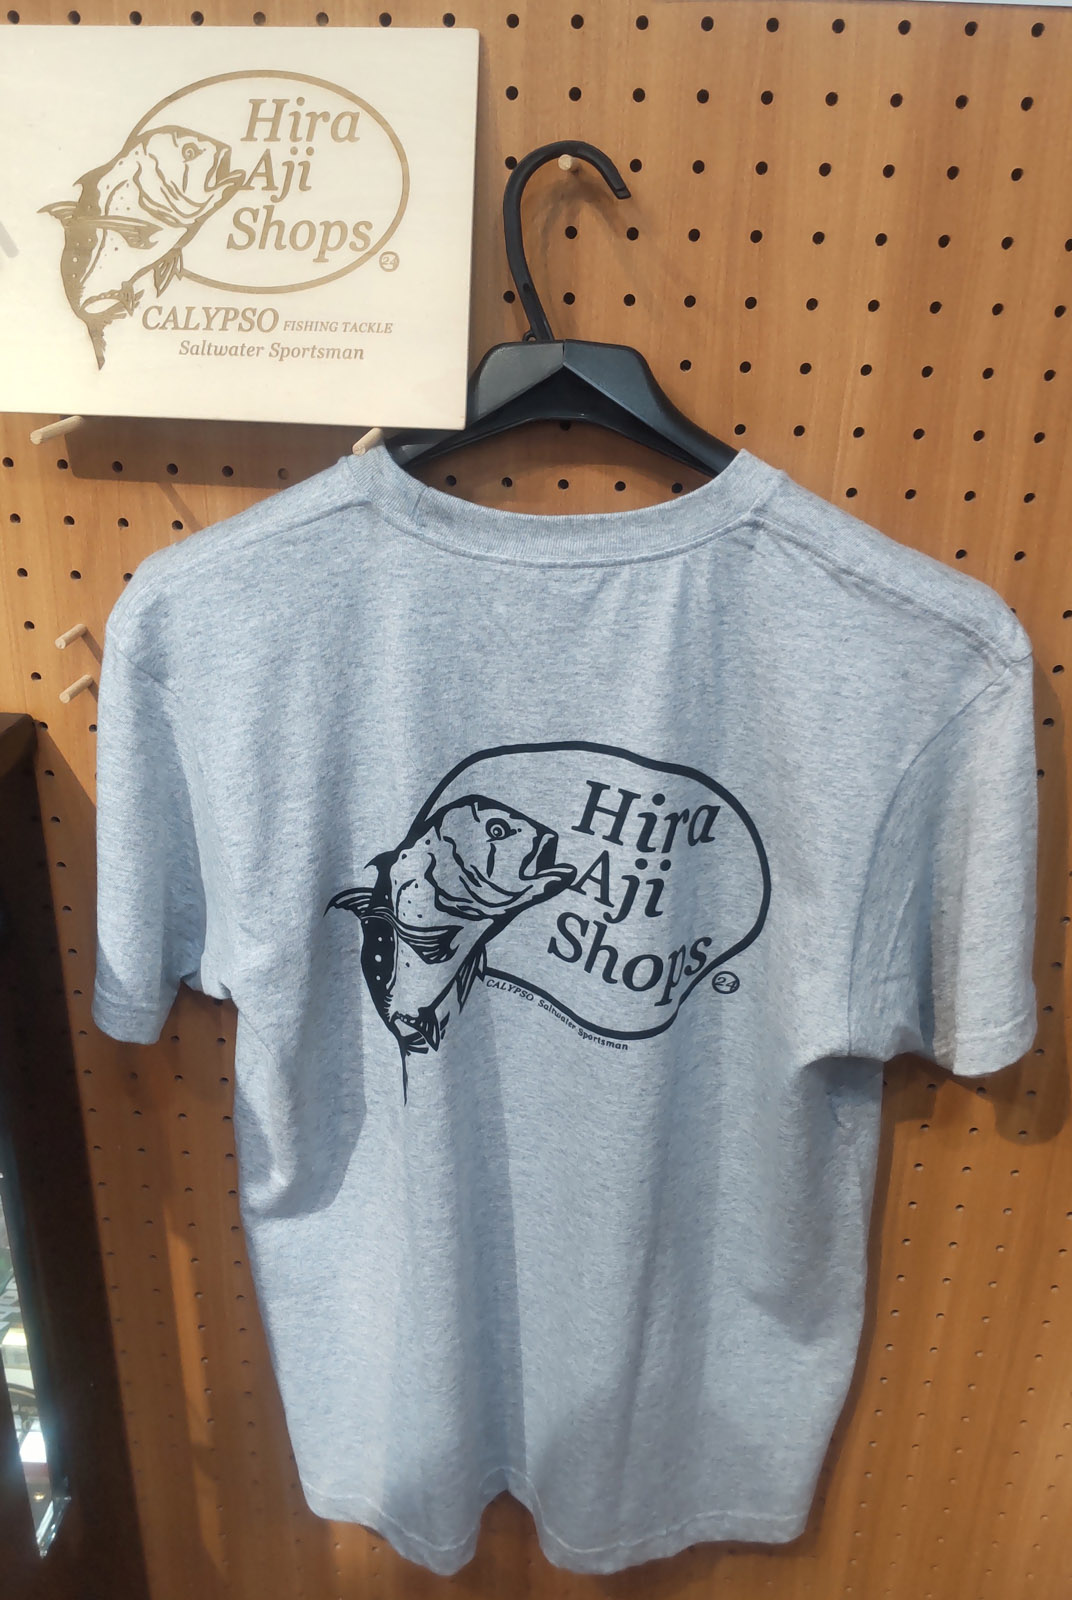 Hira
Aji
Shops
24
CALYPSO FISHING TACKLE
Saltwater Sportsman
Hira
Aji
Shops
24
CALYPSO Saltwater Sportsman